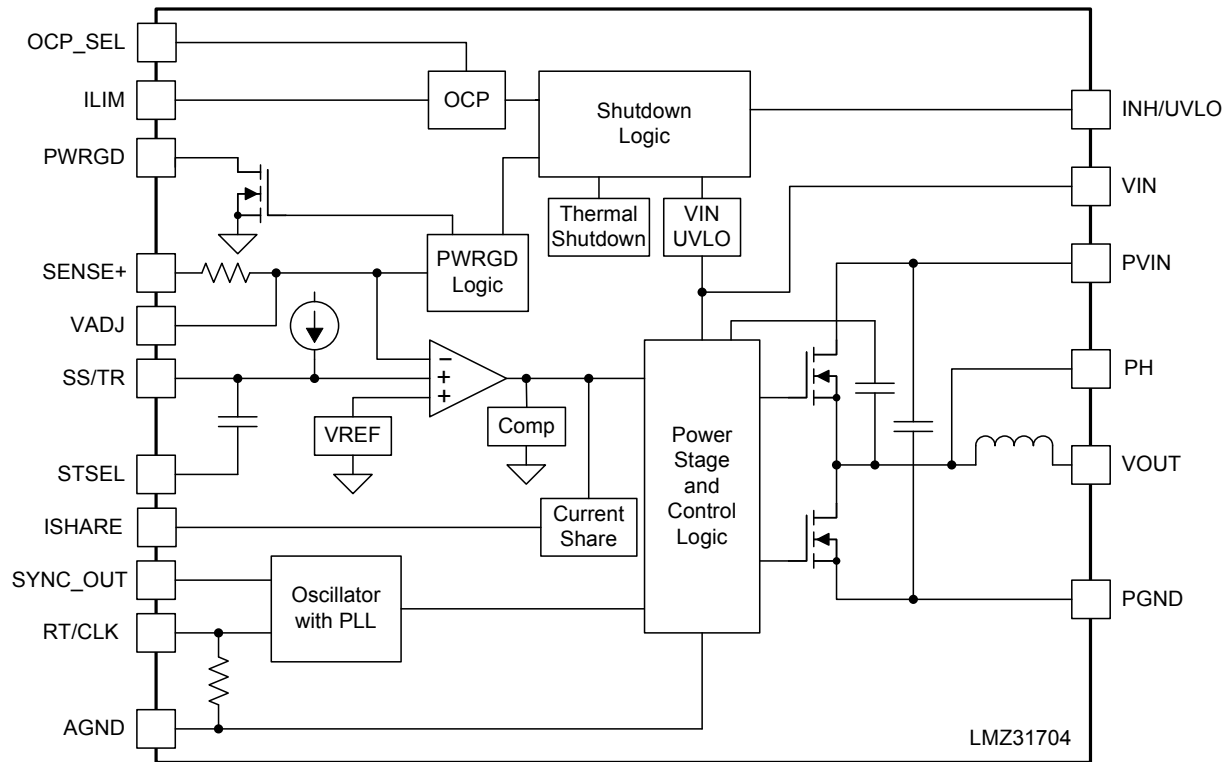 OCP_SEL
ILIM
PWRGD
SENSE+
VADJ
SS/TR
STSEL
ISHARE
SYNC_OUT
RT/CLK
AGND
OCP
Shutdown
Logic
Thermal
Shutdown
VIN
UVLO
PWRGD
Logic
VREF
Comp
Current
Share
Oscillator
with PLL
Power
Stage
and
Control
Logic
INH/UVLO
VIN
PVIN
PH
VOUT
PGND
LMZ31704